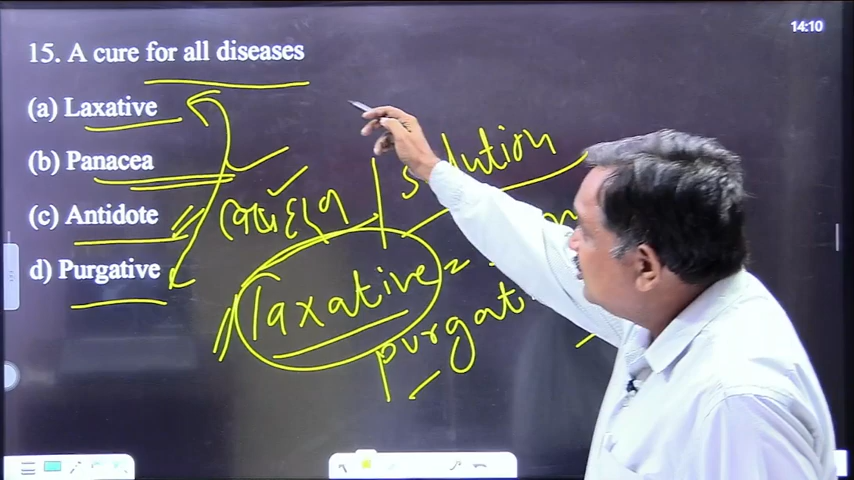 14:10
15. A cure for all diseases
(a) Laxative
(b) Panacea
(c) Antidote
d) Purgative
solution
laxative =
purgat